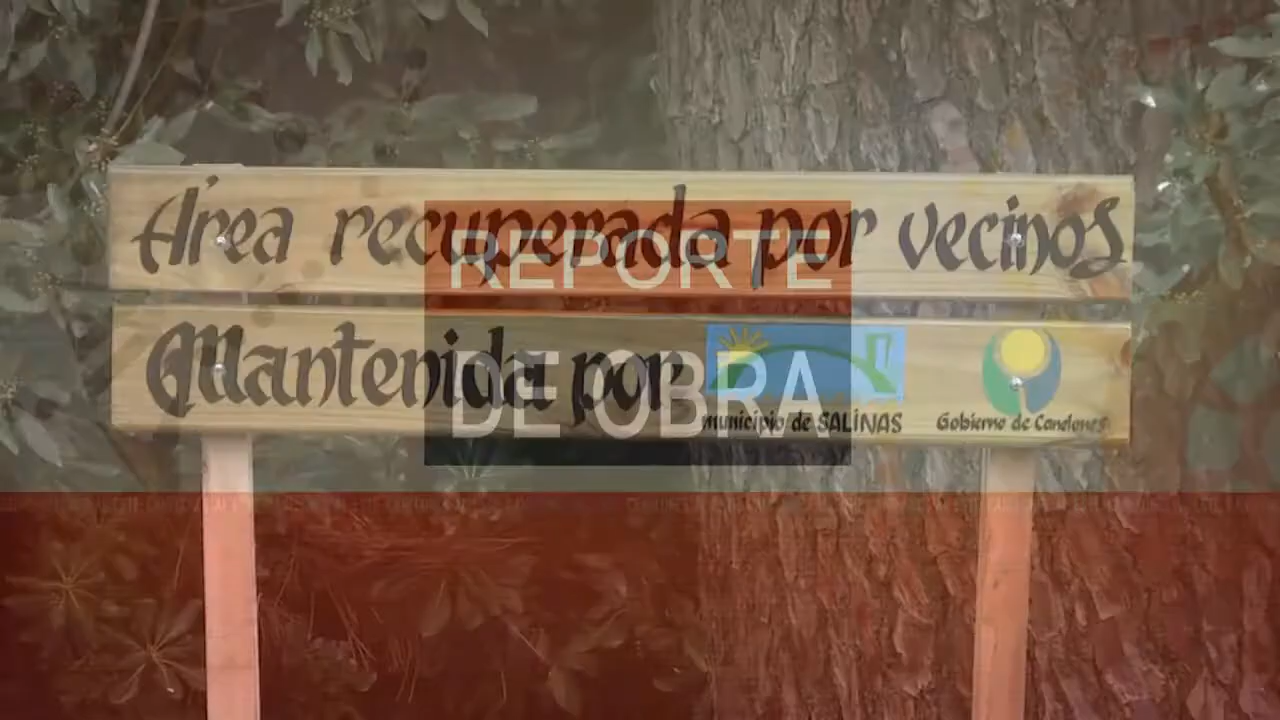 Área recuperada por vecinos
REPORTE
Mantenida por
DE OBRA
municipio de SALINAS
Gobierno de Canelones